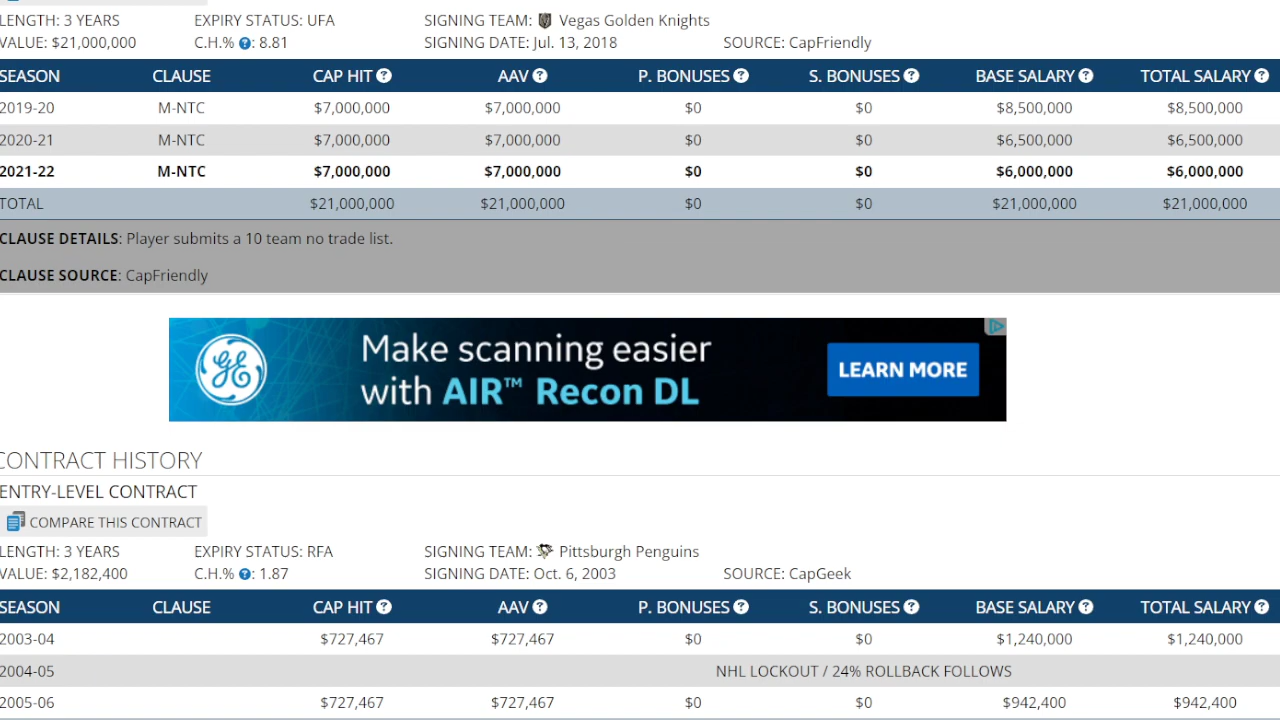 LENGTH: 3 YEARS EXPIRY STATUS: UFA SIGNING TEAM: Vegas Golden Knights
VALUE: $21,000,000 C.H.% ?: 8.81 SIGNING DATE: Jul. 13, 2018 SOURCE: CapFriendly
SEASON CLAUSE CAP HIT ? AAV ? P. BONUSES ? S. BONUSES ? BASE SALARY ? TOTAL SALARY ?
2019-20 M-NTC $7,000,000 $7,000,000 $0 $0 $8,500,000 $8,500,000
2020-21 M-NTC $7,000,000 $7,000,000 $0 $0 $6,500,000 $6,500,000
2021-22 M-NTC $7,000,000 $7,000,000 $0 $0 $6,000,000 $6,000,000
TOTAL $21,000,000 $21,000,000 $0 $0 $21,000,000 $21,000,000
CLAUSE DETAILS: Player submits a 10 team no trade list.
CLAUSE SOURCE: CapFriendly
GE
Make scanning easier
with AIR™ Recon DL
LEARN MORE
CONTRACT HISTORY
ENTRY-LEVEL CONTRACT
COMPARE THIS CONTRACT
LENGTH: 3 YEARS EXPIRY STATUS: RFA SIGNING TEAM: Pittsburgh Penguins
VALUE: $2,182,400 C.H.% ?: 1.87 SIGNING DATE: Oct. 6, 2003 SOURCE: CapGeek
SEASON CLAUSE CAP HIT ? AAV ? P. BONUSES ? S. BONUSES ? BASE SALARY ? TOTAL SALARY ?
2003-04 $727,467 $727,467 $0 $0 $1,240,000 $1,240,000
2004-05 NHL LOCKOUT / 24% ROLLBACK FOLLOWS
2005-06 $727,467 $727,467 $0 $0 $942,400 $942,400